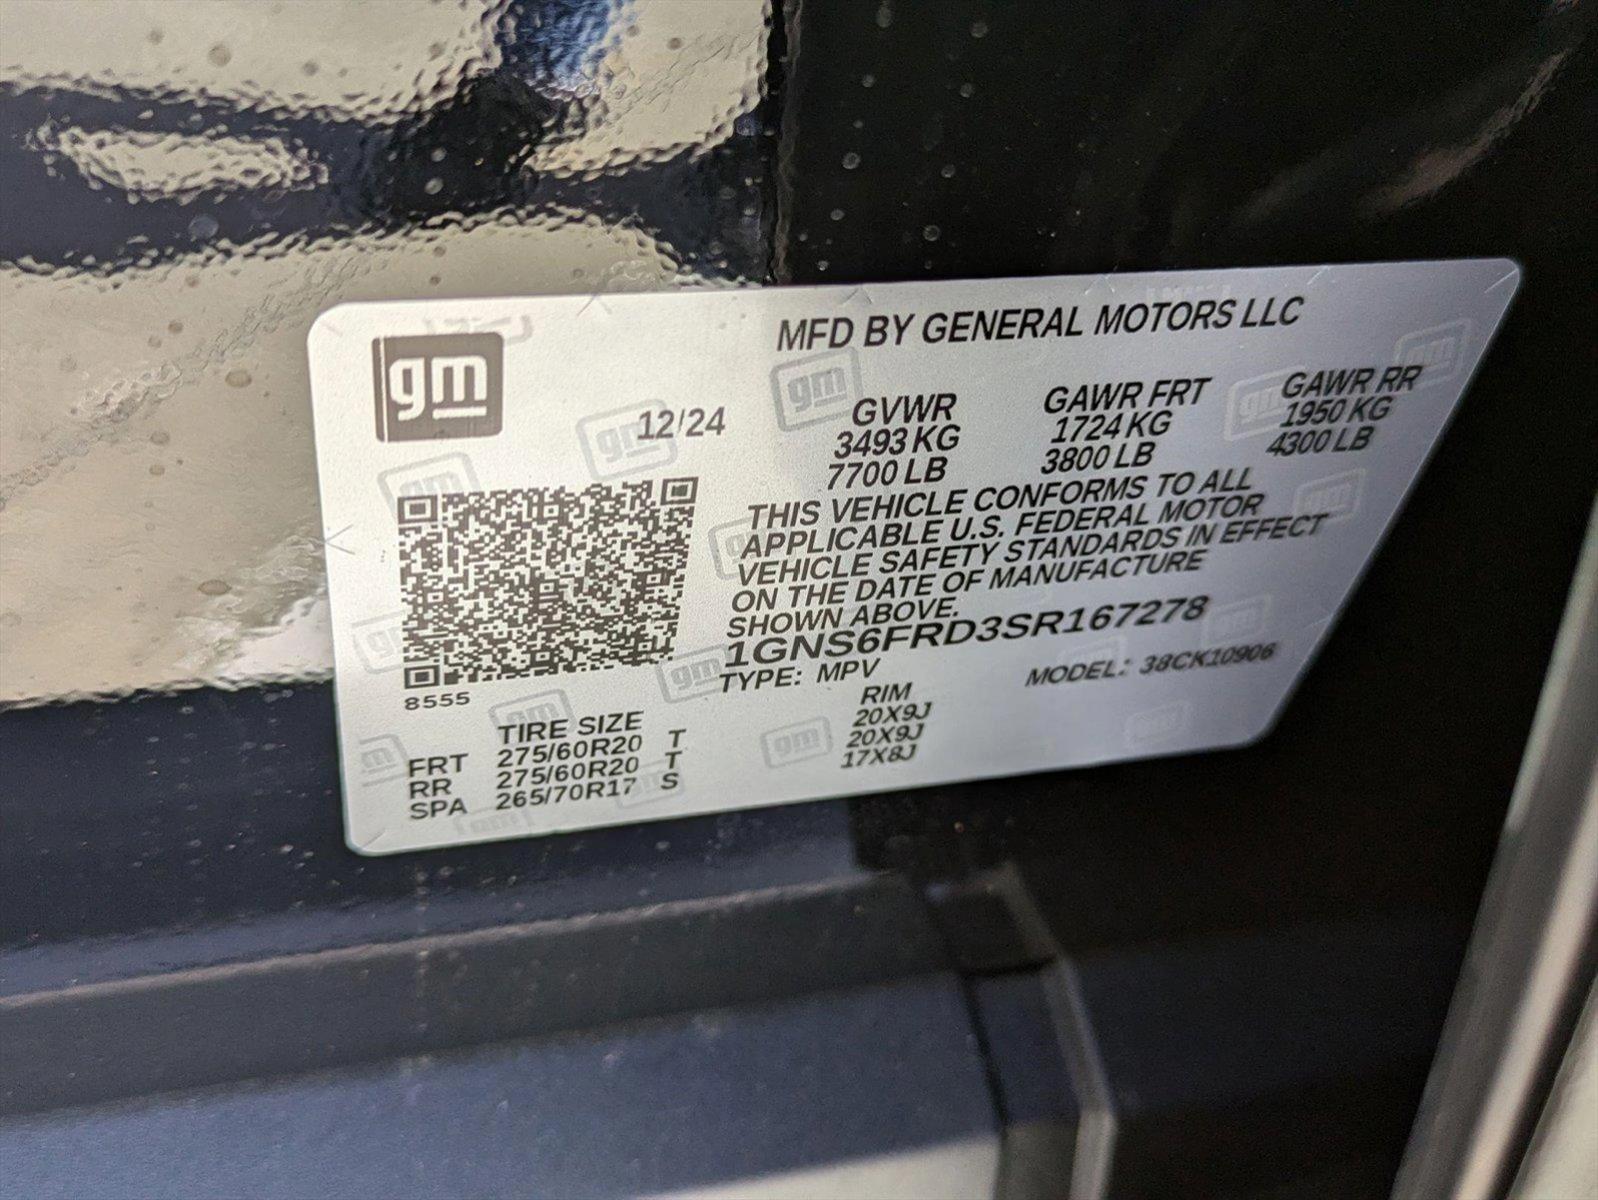 gm
MFD BY GENERAL MOTORS LLC
12/24
GVWR GAWR FRT GAWR RR
3493 KG 1724 KG 1950 KG
7700 LB 3800 LB 4300 LB
THIS VEHICLE CONFORMS TO ALL
APPLICABLE U.S. FEDERAL MOTOR
VEHICLE SAFETY STANDARDS IN EFFECT
ON THE DATE OF MANUFACTURE
SHOWN ABOVE.
1GNS6FRD3SR167278
TYPE: MPV MODEL: 38CK10906
8555
TIRE SIZE RIM
FRT 275/60R20 T 20X9J
RR 275/60R20 T 20X9J
SPA 265/70R17 S 17X8J